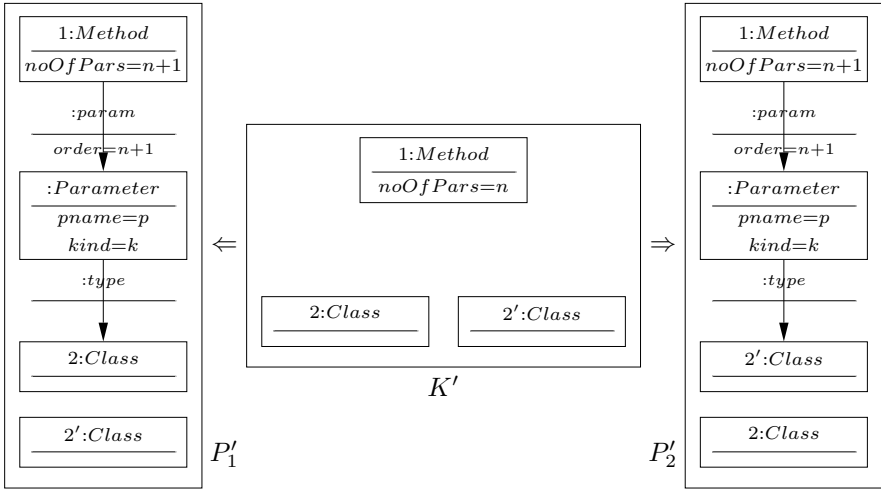 1:Method
noOfPars=n+1
:param
order=n+1
:Parameter
pname=p
kind=k
:type
2:Class
2′:Class
P′1
⇐
1:Method
noOfPars=n
2:Class
2′:Class
K′
⇒
1:Method
noOfPars=n+1
:param
order=n+1
:Parameter
pname=p
kind=k
:type
2′:Class
2:Class
P′2